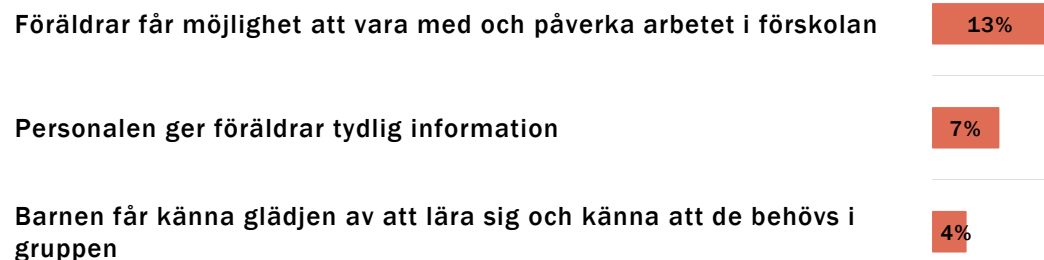 Föräldrar får möjlighet att vara med och påverka arbetet i förskolan 13%
Personalen ger föräldrar tydlig information 7%
Barnen får känna glädjen av att lära sig och känna att de behövs i
gruppen 4%